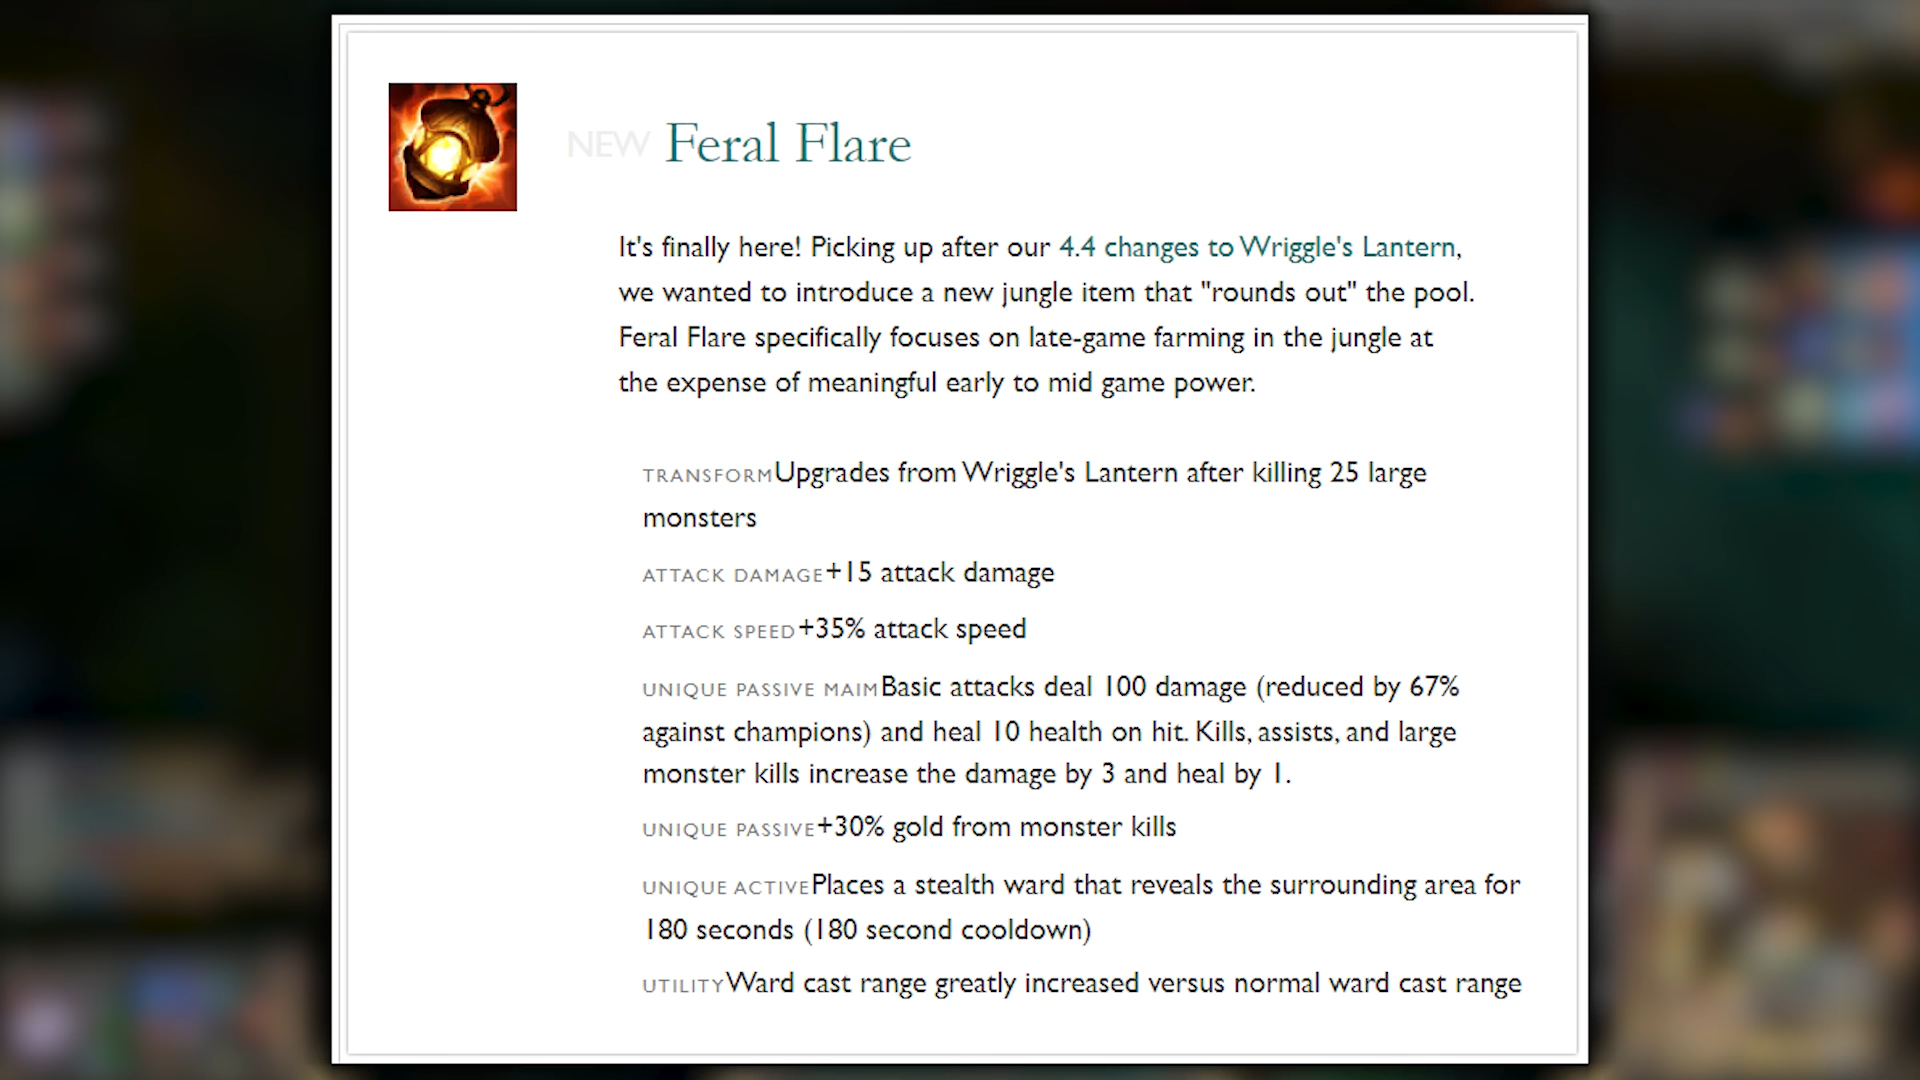 NEW Feral Flare
It's finally here! Picking up after our 4.4 changes to Wriggle's Lantern,
we wanted to introduce a new jungle item that "rounds out" the pool.
Feral Flare specifically focuses on late-game farming in the jungle at
the expense of meaningful early to mid game power.
TRANSFORM Upgrades from Wriggle's Lantern after killing 25 large
monsters
ATTACK DAMAGE +15 attack damage
ATTACK SPEED +35% attack speed
UNIQUE PASSIVE MAIM Basic attacks deal 100 damage (reduced by 67%
against champions) and heal 10 health on hit. Kills, assists, and large
monster kills increase the damage by 3 and heal by 1.
UNIQUE PASSIVE +30% gold from monster kills
UNIQUE ACTIVE Places a stealth ward that reveals the surrounding area for
180 seconds (180 second cooldown)
UTILITY Ward cast range greatly increased versus normal ward cast range